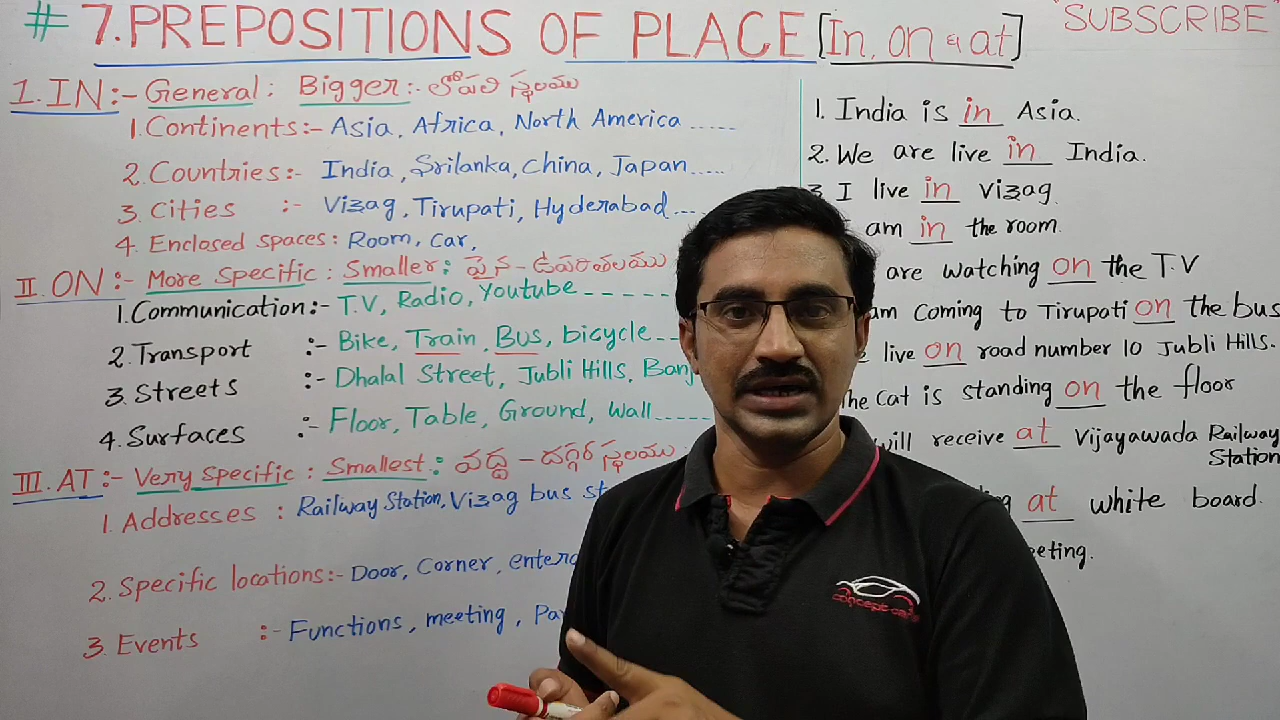 # 7. PREPOSITIONS OF PLACE [In, on & at]
"SUBSCRIBE"
1. IN :- General : Bigger :- లోపలి స్థలము
1. Continents :- Asia, Africa, North America .....
2. Countries :- India, Srilanka, China, Japan.....
3. Cities :- Vizag, Tirupati, Hyderabad...
4. Enclosed spaces : Room, car,
II. ON :- More Specific : Smaller : పైన - ఉపరితలము
1. Communication :- T.V, Radio, Youtube ------
2. Transport :- Bike, Train, Bus, bicycle...
3. Streets :- Dhalal Street, Jubli Hills, Banj
4. Surfaces :- Floor, Table, Ground, Wall-----
III. AT :- Very Specific : Smallest : వద్ద - దగ్గర స్థలము :
1. Addresses : Railway Station, Vizag bus st
2. Specific locations :- Door, Corner, entera
3. Events :- Functions, meeting, Pa
1. India is in Asia.
2. We are live in India.
3. I live in Vizag.
am in the room.
are watching on the T.V
am coming to Tirupati on the bus
live on road number 10 Jubli Hills.
he cat is standing on the floor
will receive at Vijayawada Railway Station
at white board.
eeting.